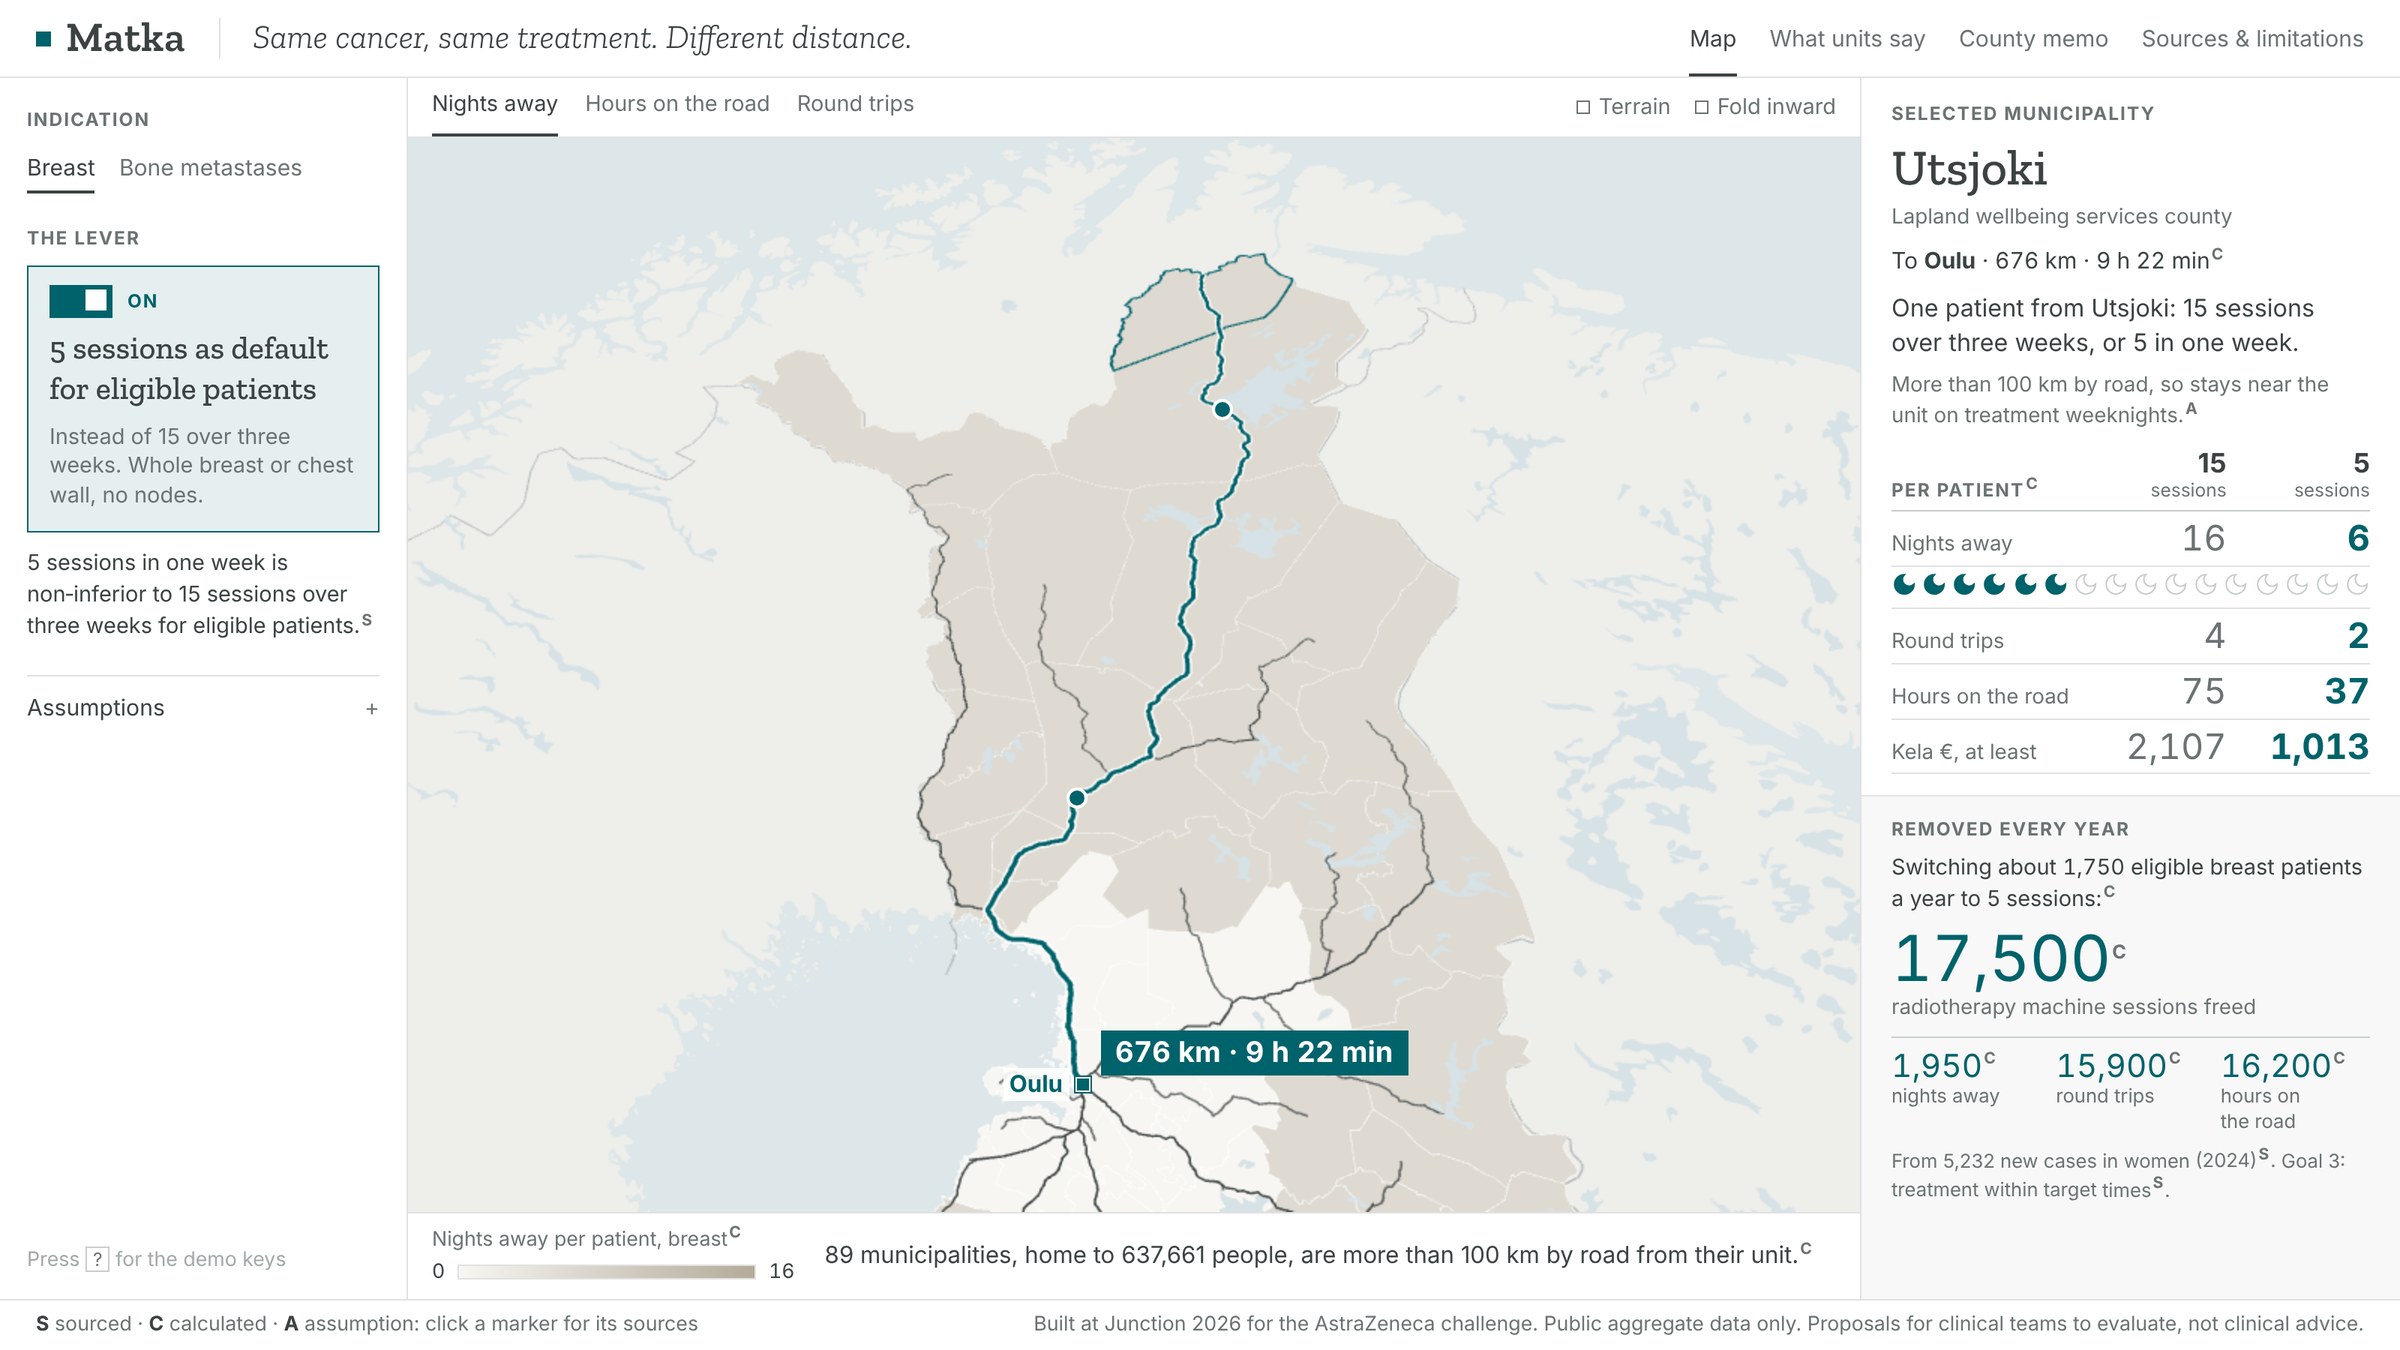 Matka
Same cancer, same treatment. Different distance.
Map
What units say
County memo
Sources & limitations
INDICATION
Breast
Bone metastases
THE LEVER
ON
5 sessions as default
for eligible patients
Instead of 15 over three
weeks. Whole breast or chest
wall, no nodes.
5 sessions in one week is
non-inferior to 15 sessions over
three weeks for eligible patients.S
Assumptions +
Press ? for the demo keys
Nights away
Hours on the road
Round trips
Terrain
Fold inward
676 km · 9 h 22 min
Oulu
Nights away per patient, breastC
0 16
89 municipalities, home to 637,661 people, are more than 100 km by road from their unit.C
SELECTED MUNICIPALITY
Utsjoki
Lapland wellbeing services county
To Oulu · 676 km · 9 h 22 minC
One patient from Utsjoki: 15 sessions
over three weeks, or 5 in one week.
More than 100 km by road, so stays near the
unit on treatment weeknights.A
15 5
PER PATIENTC sessions sessions
Nights away 16 6
Round trips 4 2
Hours on the road 75 37
Kela €, at least 2,107 1,013
REMOVED EVERY YEAR
Switching about 1,750 eligible breast patients
a year to 5 sessions:C
17,500C
radiotherapy machine sessions freed
1,950C 15,900C 16,200C
nights away round trips hours on
the road
From 5,232 new cases in women (2024)S. Goal 3:
treatment within target timesS.
S sourced · C calculated · A assumption: click a marker for its sources
Built at Junction 2026 for the AstraZeneca challenge. Public aggregate data only. Proposals for clinical teams to evaluate, not clinical advice.